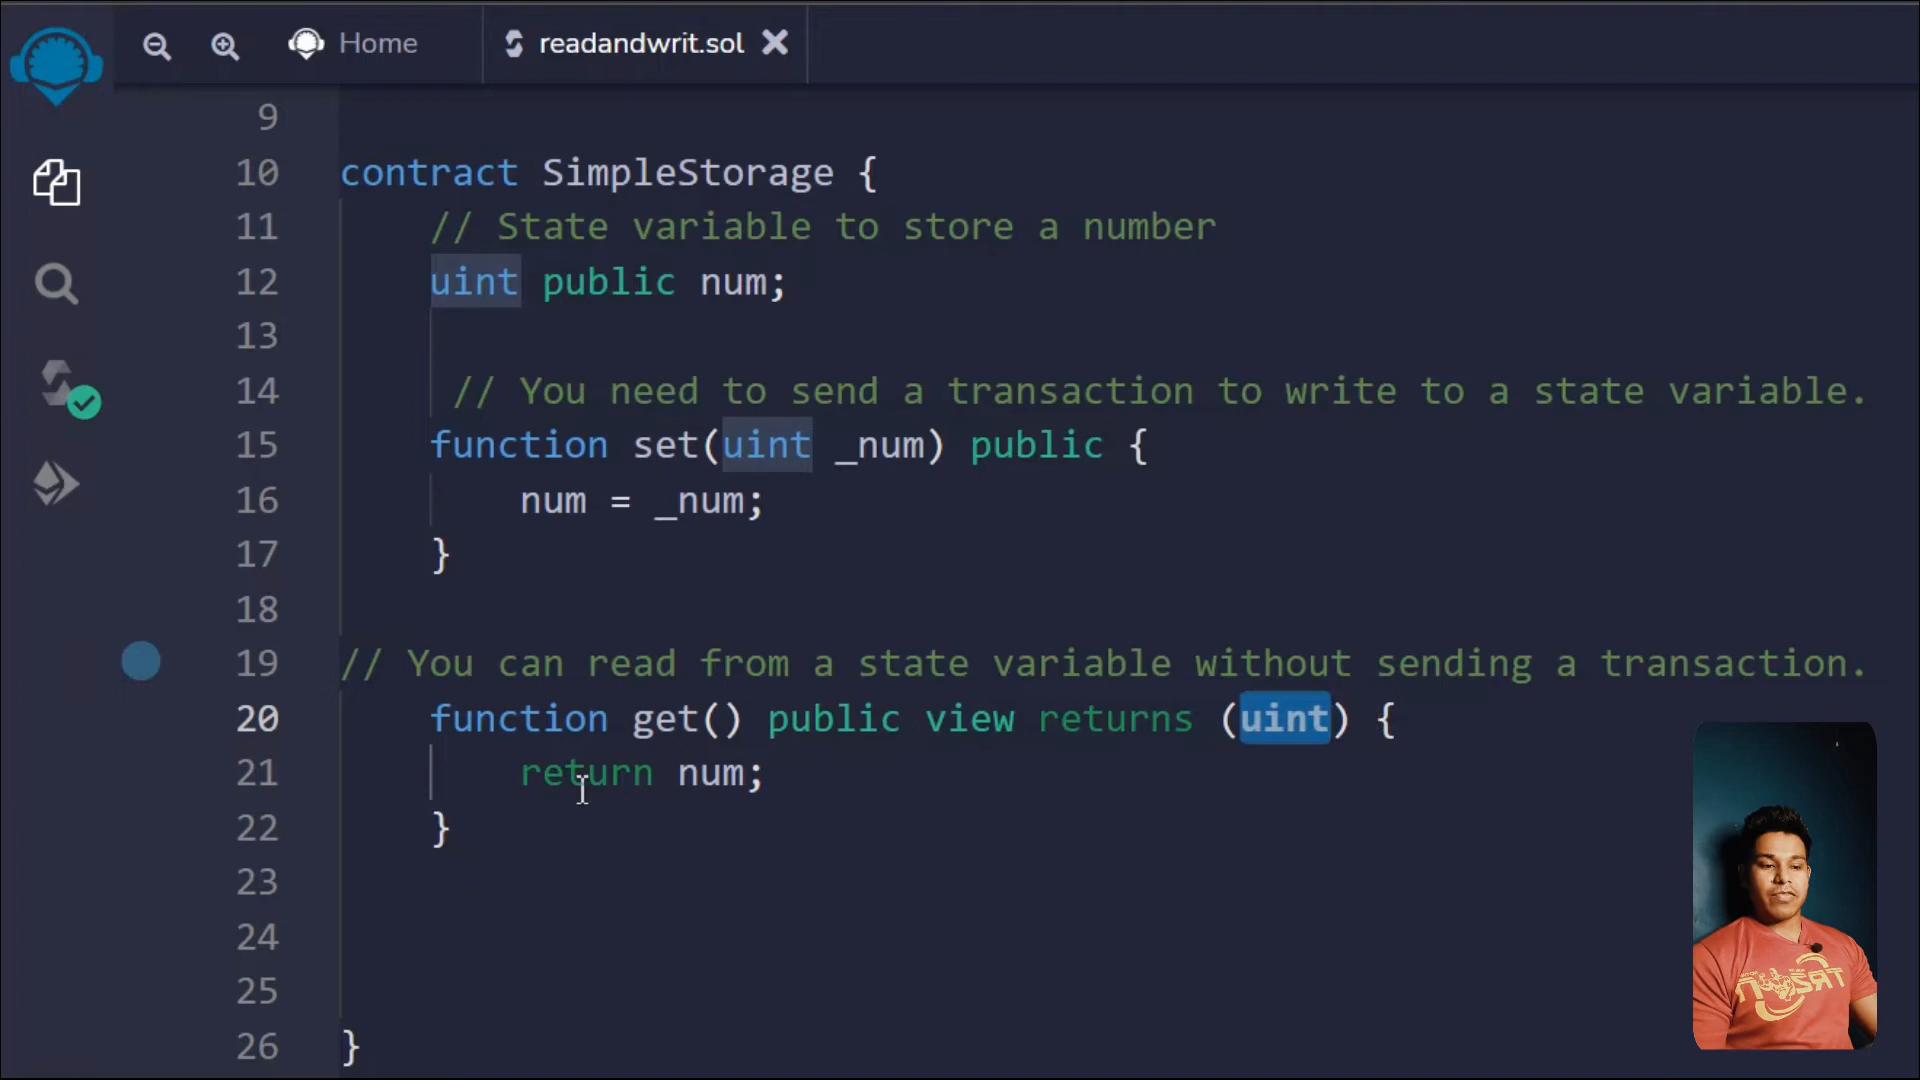 Home
readandwrit.sol
9
10 contract SimpleStorage {
11 // State variable to store a number
12 uint public num;
13
14 // You need to send a transaction to write to a state variable.
15 function set(uint _num) public {
16 num = _num;
17 }
18
19 // You can read from a state variable without sending a transaction.
20 function get() public view returns (uint) {
21 return num;
22 }
23
24
25
26 }